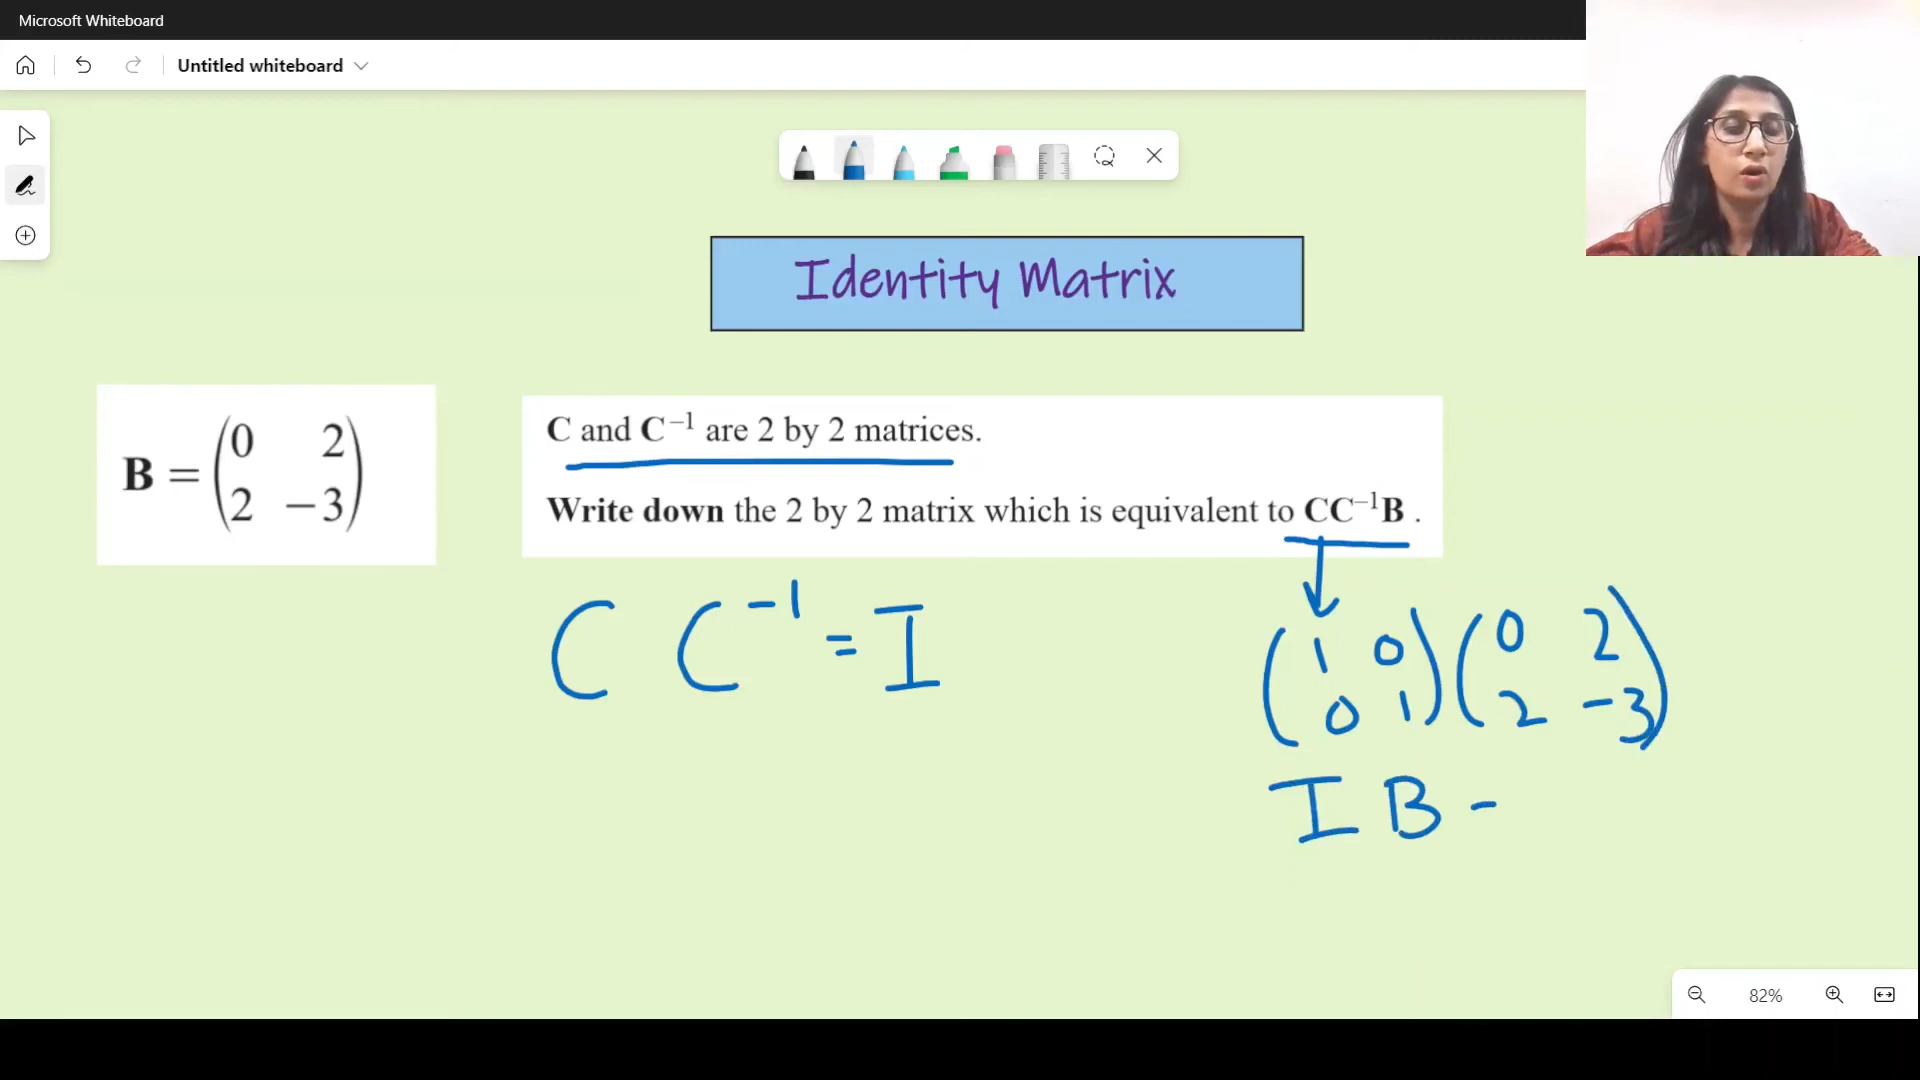 Microsoft Whiteboard
Untitled whiteboard
Identity Matrix
B = (0 2
2 −3)
C and C⁻¹ are 2 by 2 matrices.
Write down the 2 by 2 matrix which is equivalent to CC⁻¹B .
C C⁻¹ = I
(1 0
0 1) (0 2
2 -3)
I B -
82%